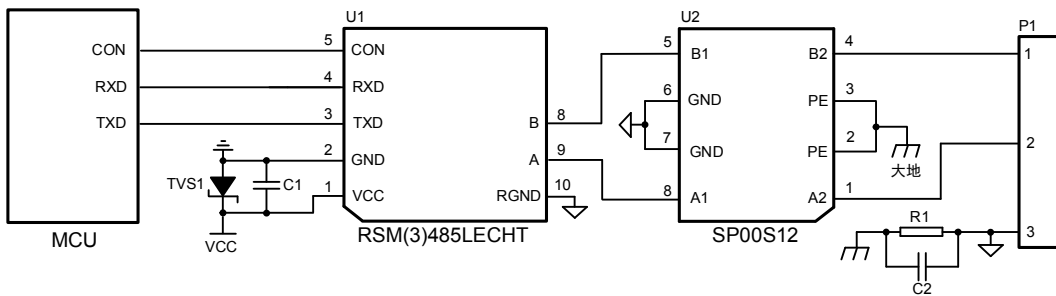 U1
U2
P1
CON
5
CON
RXD
4
RXD
TXD
3
TXD
2
GND
1
VCC
B
8
A
9
RGND
10
TVS1
C1
VCC
MCU
RSM(3)485LECHT
5
B1
B2
4
6
GND
PE
3
7
GND
PE
2
8
A1
A2
1
SP00S12
大地
1
2
3
R1
C2